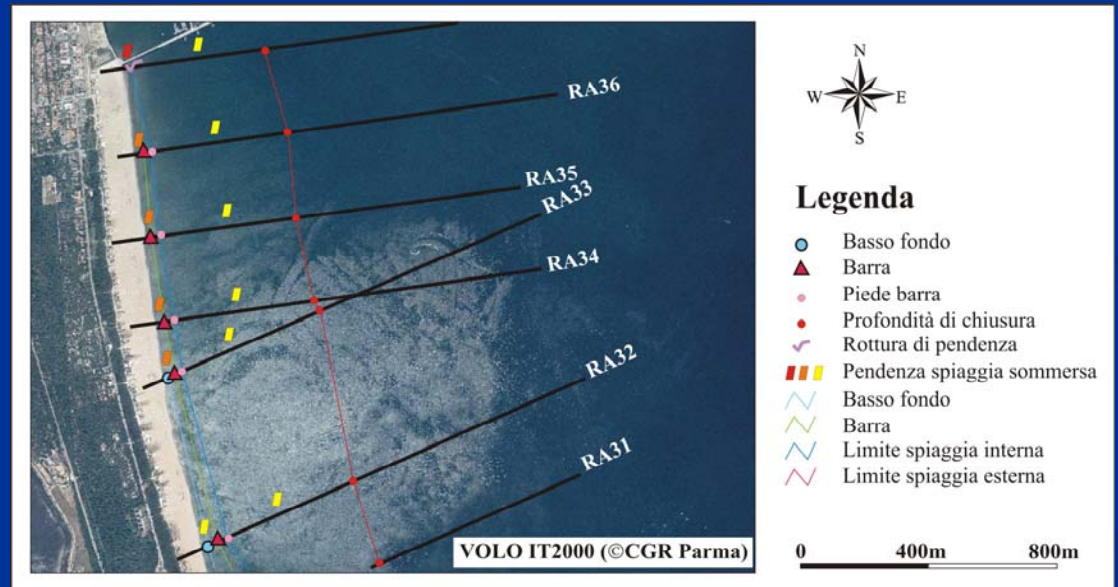 RA36
RA35
RA33
RA34
RA32
RA31
VOLO IT2000 (©CGR Parma)
N
W E
S
Legenda
Basso fondo
Barra
Piede barra
Profondità di chiusura
Rottura di pendenza
Pendenza spiaggia sommersa
Basso fondo
Barra
Limite spiaggia interna
Limite spiaggia esterna
0 400m 800m